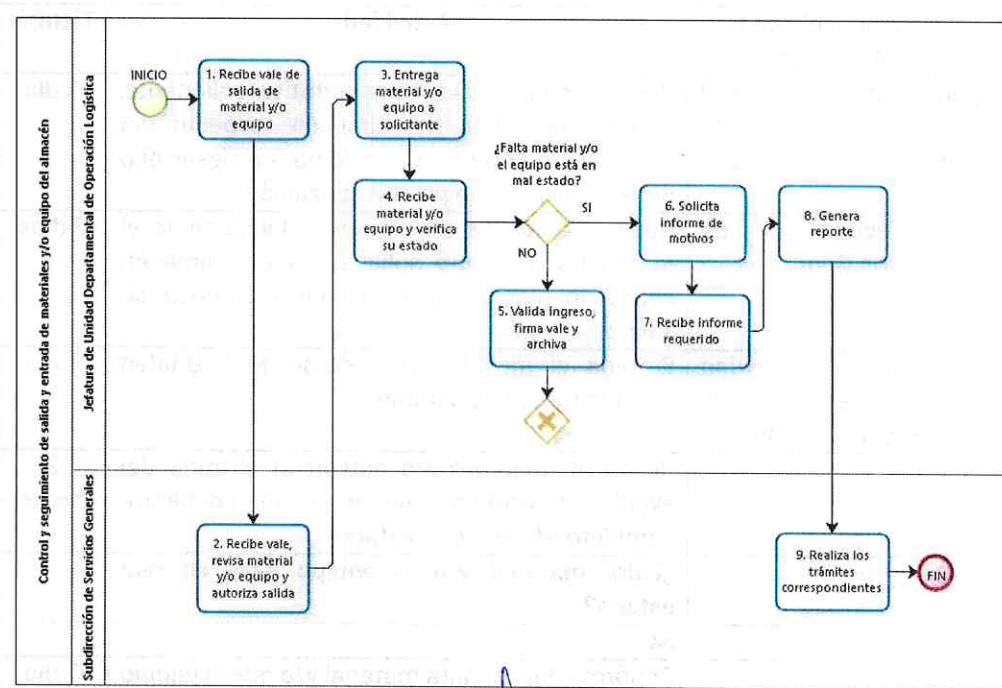 Control y seguimiento de salida y entrada de materiales y/o equipo del almacén
Jefatura de Unidad Departamental de Operación Logística
INICIO
1. Recibe vale de
salida de
material y/o
equipo
3. Entrega
material y/o
equipo a
solicitante
4. Recibe
material y/o
equipo y verifica
su estado
¿Falta material y/o
el equipo está en
mal estado?
SI
NO
5. Valida ingreso,
firma vale y
archiva
6. Solicita
informe de
motivos
7. Recibe informe
requerido
8. Genera
reporte
Subdirección de Servicios Generales
2. Recibe vale,
revisa material
y/o equipo y
autoriza salida
9. Realiza los
trámites
correspondientes
FIN